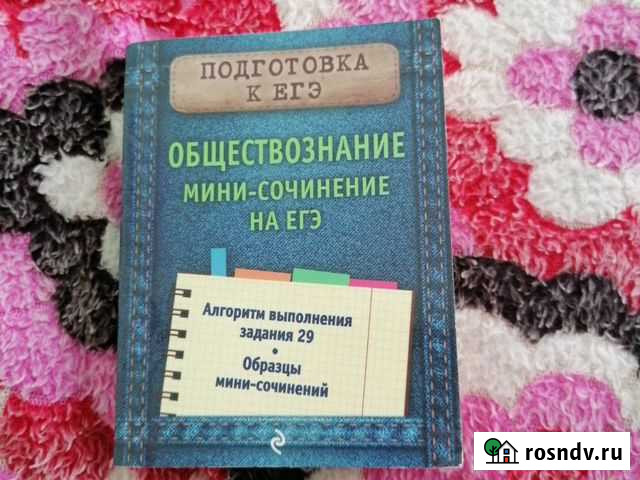 ПОДГОТОВКА
К ЕГЭ
ОБЩЕСТВОЗНАНИЕ
МИНИ-СОЧИНЕНИЕ
НА ЕГЭ
Алгоритм выполнения
задания 29
•
Образцы
мини-сочинений
rosndv.ru